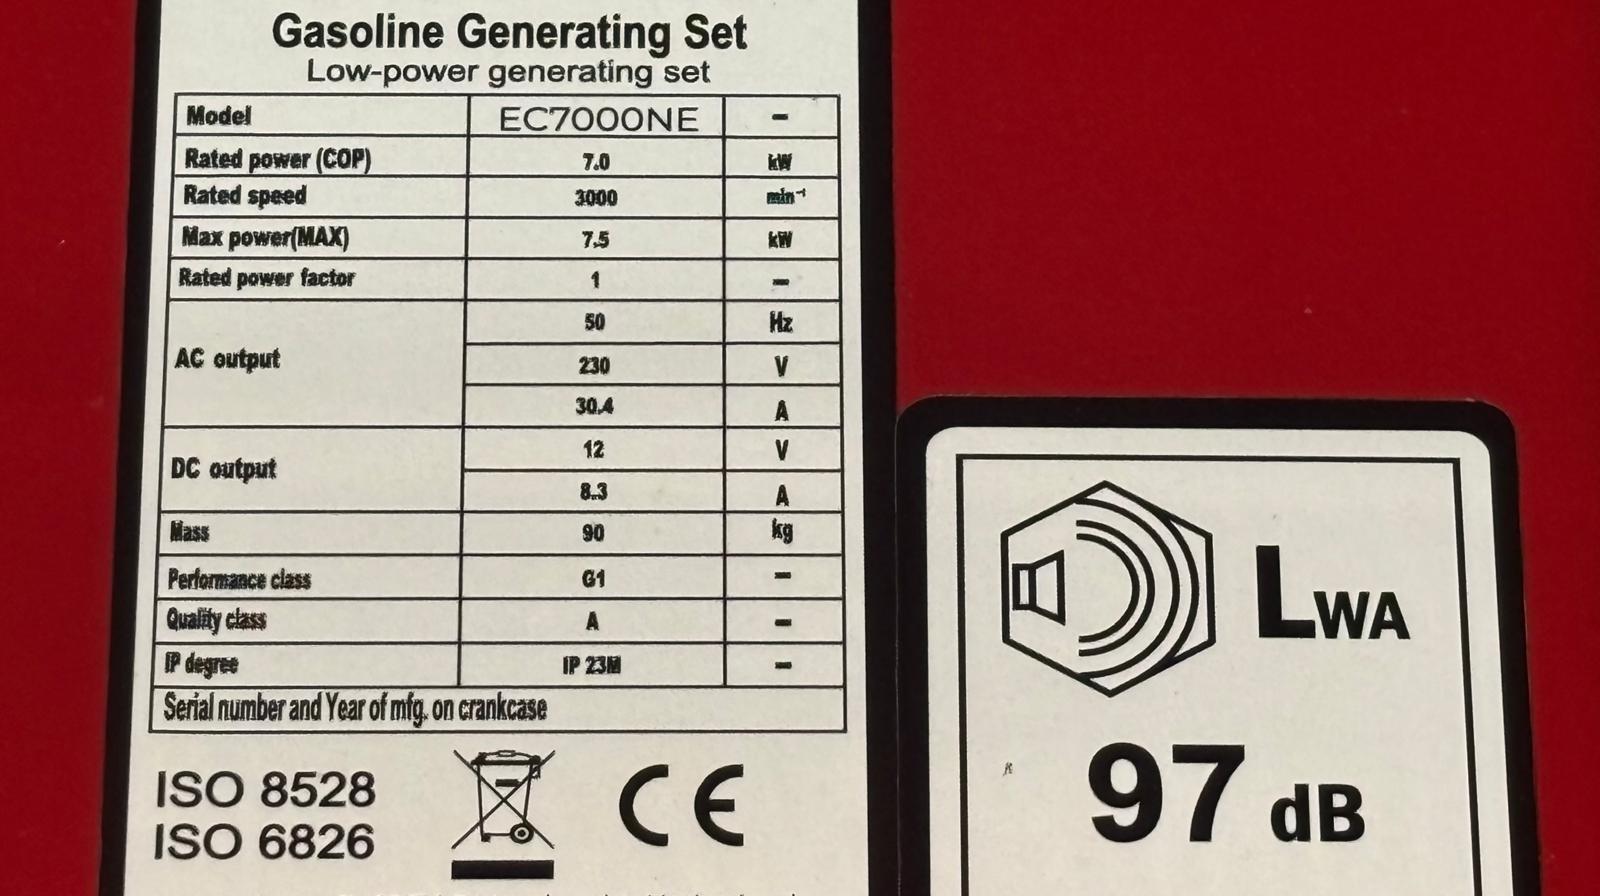 Gasoline Generating Set
Low-power generating set
Model EC7000NE -
Rated power (COP) 7.0 kW
Rated speed 3000 min⁻¹
Max power(MAX) 7.5 kW
Rated power factor 1 -
AC output
50 Hz
230 V
30.4 A
DC output
12 V
8.3 A
Mass 90 kg
Performance class G1 -
Quality class A -
IP degree IP 23M -
Serial number and Year of mfg. on crankcase
ISO 8528
ISO 6826
CE
LWA
97 dB